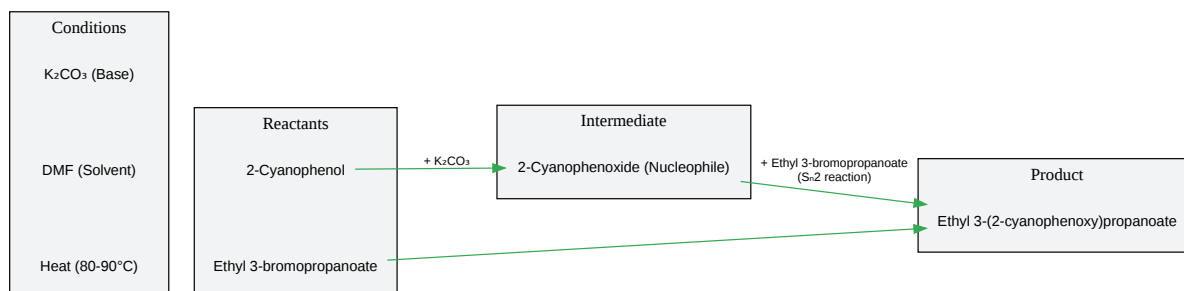 Conditions
K₂CO₃ (Base)
DMF (Solvent)
Heat (80-90°C)
Reactants
2-Cyanophenol
Ethyl 3-bromopropanoate
+ K₂CO₃
Intermediate
2-Cyanophenoxide (Nucleophile)
+ Ethyl 3-bromopropanoate
(Sₙ2 reaction)
Product
Ethyl 3-(2-cyanophenoxy)propanoate